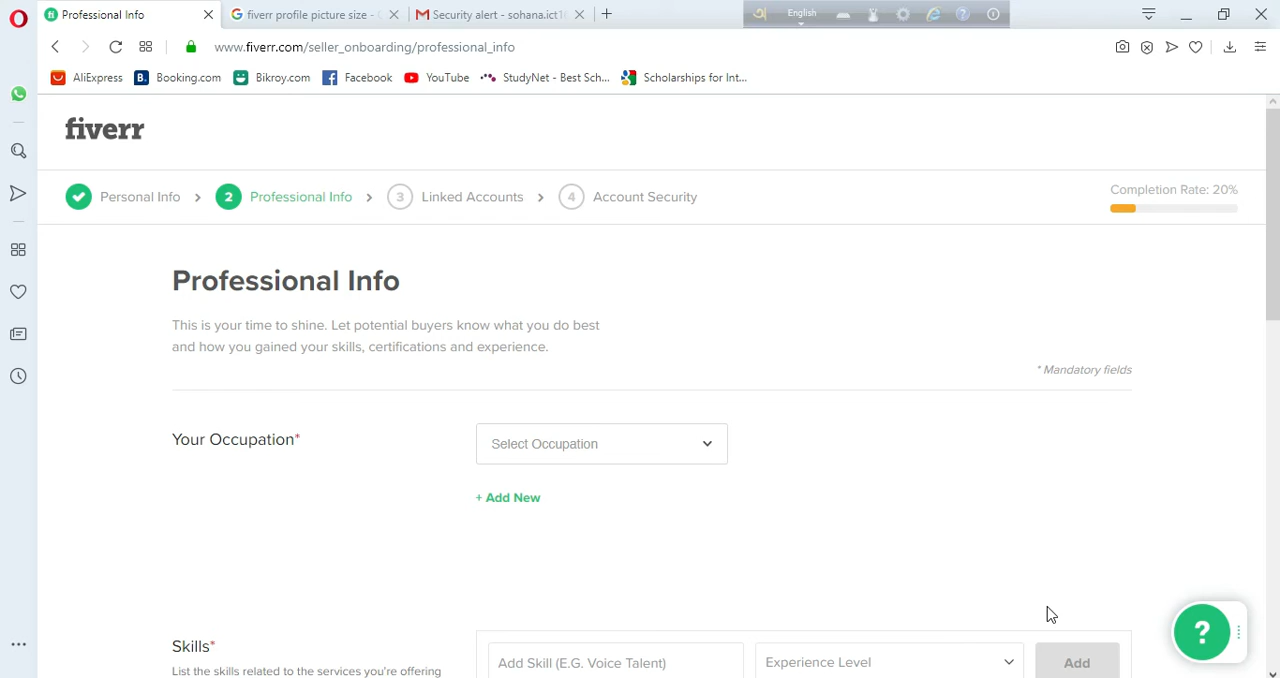 Professional Info
fiverr profile picture size -
Security alert - sohana.ict1
English
www.fiverr.com/seller_onboarding/professional_info
AliExpress
Booking.com
Bikroy.com
Facebook
YouTube
StudyNet - Best Sch...
Scholarships for Int...
fiverr
Personal Info
2 Professional Info
3 Linked Accounts
4 Account Security
Completion Rate: 20%
Professional Info
This is your time to shine. Let potential buyers know what you do best
and how you gained your skills, certifications and experience.
* Mandatory fields
Your Occupation*
Select Occupation
+ Add New
Skills*
List the skills related to the services you're offering
Add Skill (E.G. Voice Talent)
Experience Level
Add